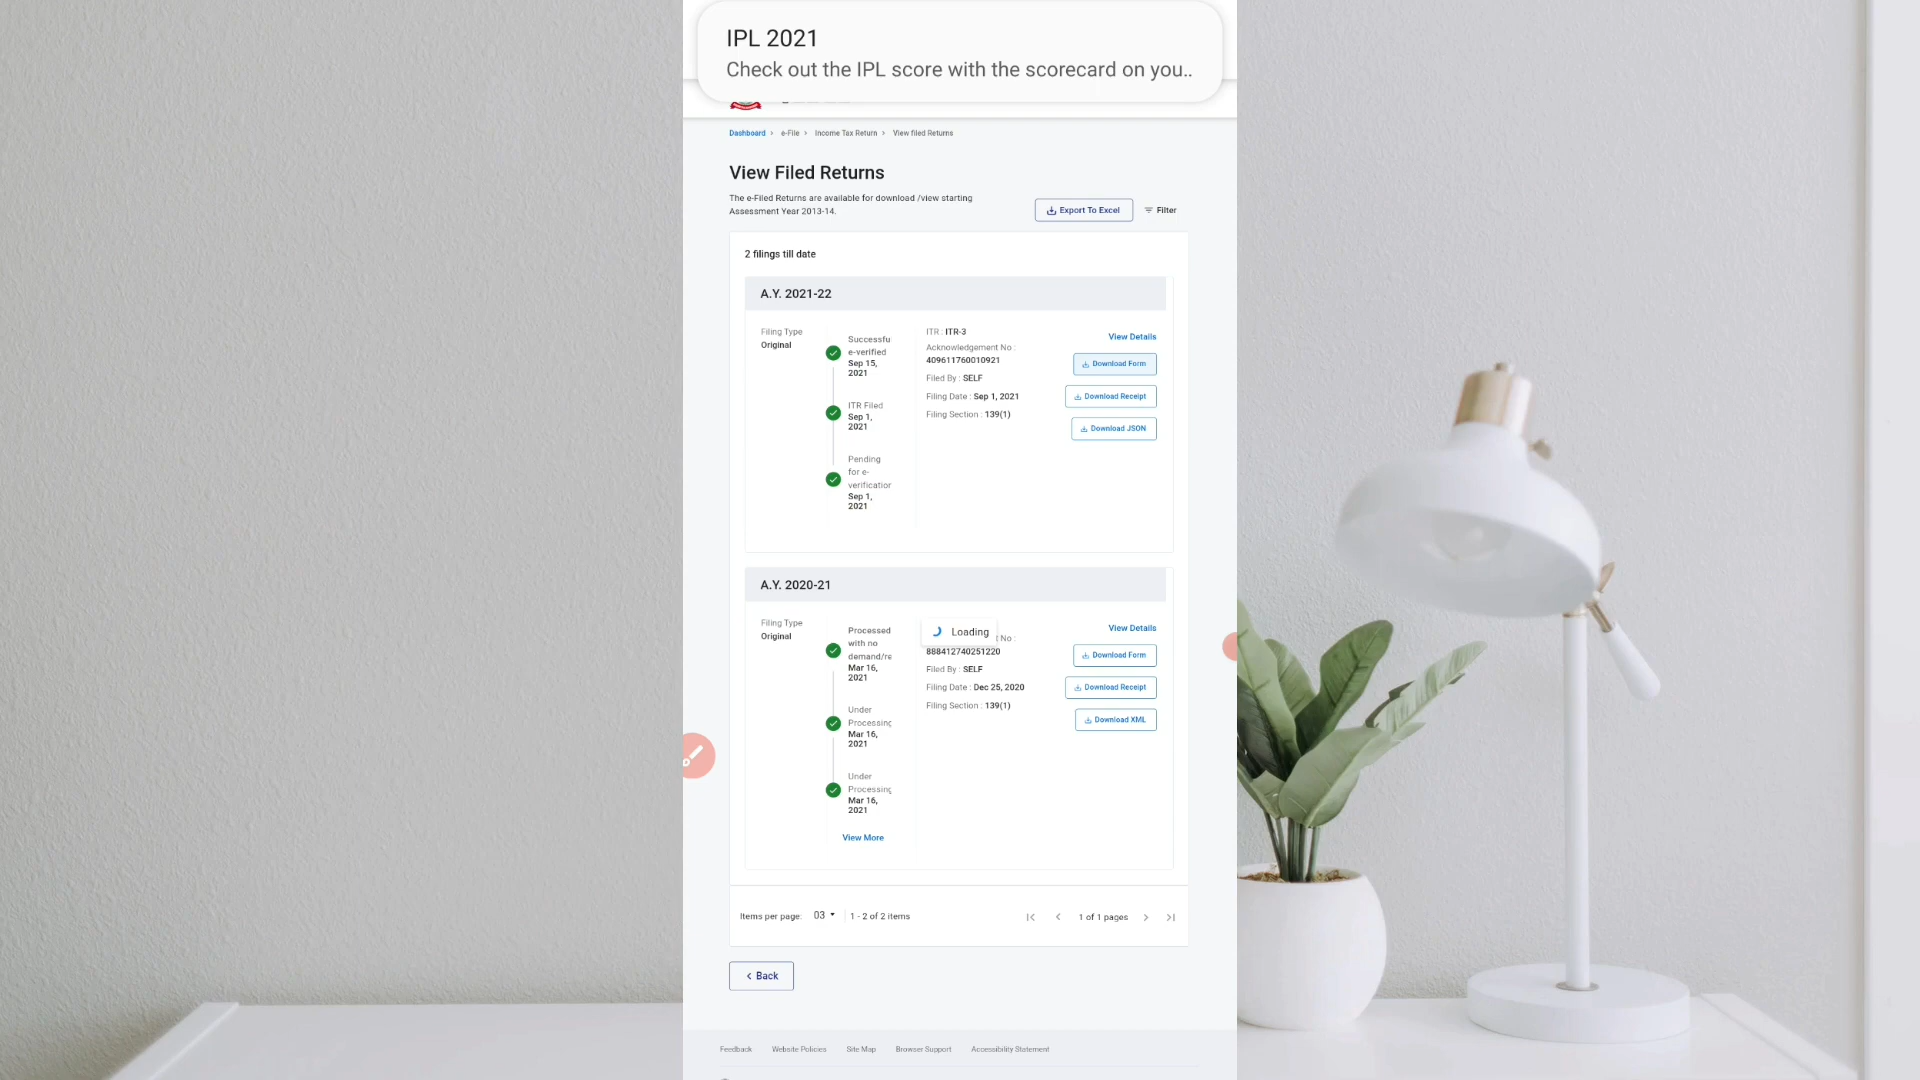 IPL 2021
Check out the IPL score with the scorecard on you..
Dashboard > e-File > Income Tax Return > View filed Returns
View Filed Returns
The e-Filed Returns are available for download /view starting
Assessment Year 2013-14.
Export To Excel
Filter
2 filings till date
A.Y. 2021-22
Filing Type
Original
Successfu
e-verified
Sep 15,
2021
ITR Filed
Sep 1,
2021
Pending
for e-
verification
Sep 1,
2021
ITR : ITR-3
Acknowledgement No :
409611760010921
Filed By : SELF
Filing Date : Sep 1, 2021
Filing Section : 139(1)
View Details
Download Form
Download Receipt
Download JSON
A.Y. 2020-21
Filing Type
Original
Processed
with no
demand/re
Mar 16,
2021
Under
Processing
Mar 16,
2021
Under
Processing
Mar 16,
2021
View More
Loading
t No :
888412740251220
Filed By : SELF
Filing Date : Dec 25, 2020
Filing Section : 139(1)
View Details
Download Form
Download Receipt
Download XML
Items per page: 03
1 - 2 of 2 items
1 of 1 pages
< Back
Feedback Website Policies Site Map Browser Support Accessibility Statement